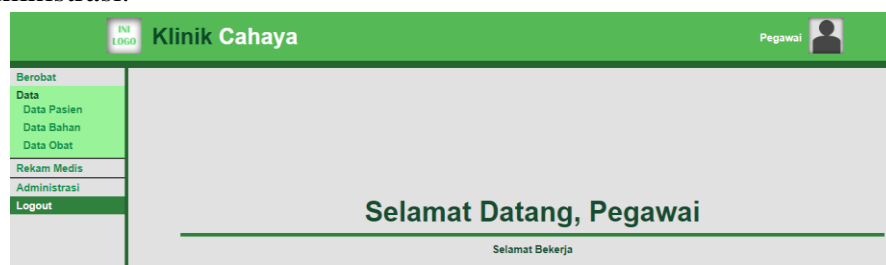 INI
LOGO
Klinik Cahaya
Pegawai
Berobat
Data
Data Pasien
Data Bahan
Data Obat
Rekam Medis
Administrasi
Logout
Selamat Datang, Pegawai
Selamat Bekerja